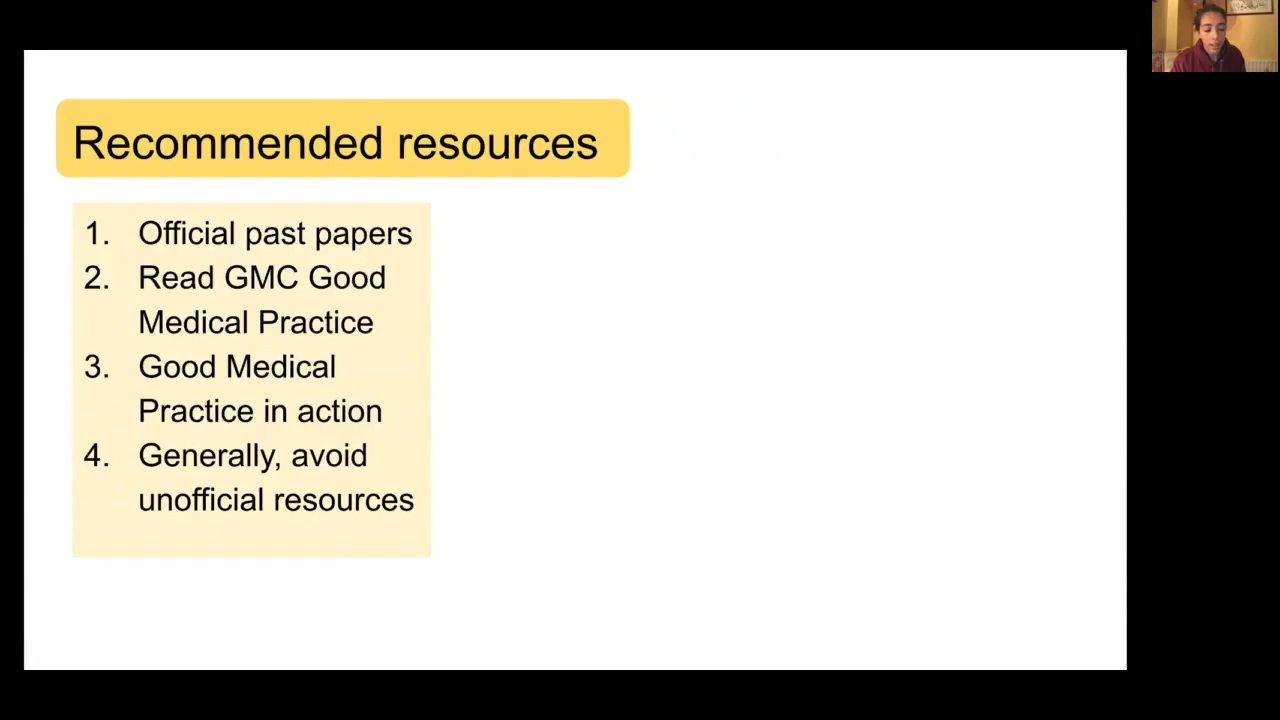 Recommended resources
1. Official past papers
2. Read GMC Good
Medical Practice
3. Good Medical
Practice in action
4. Generally, avoid
unofficial resources